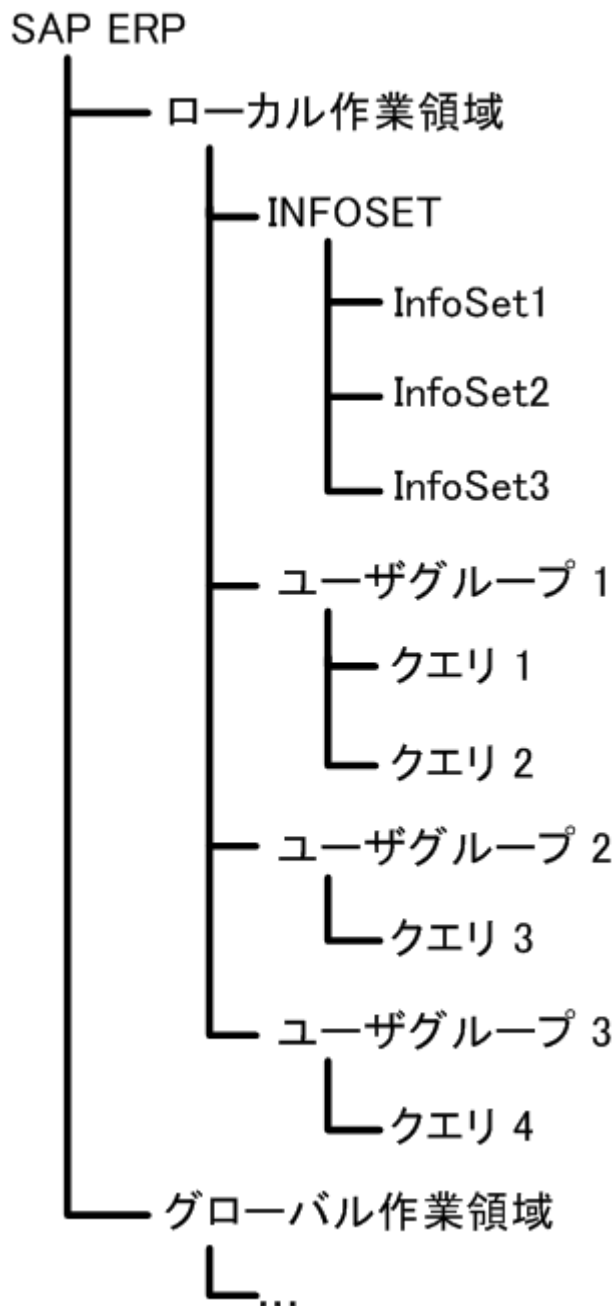 SAP ERP
ローカル作業領域
INFOSET
InfoSet1
InfoSet2
InfoSet3
ユーザグループ 1
クエリ 1
クエリ 2
ユーザグループ 2
クエリ 3
ユーザグループ 3
クエリ 4
グローバル作業領域
...